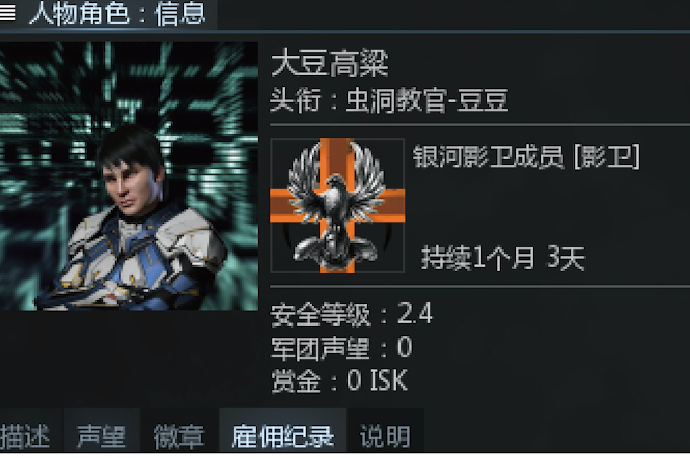 人物角色：信息
大豆高粱
头衔：虫洞教官-豆豆
银河影卫成员 [影卫]
持续1个月 3天
安全等级：2.4
军团声望：0
赏金：0 ISK
描述 声望 徽章 雇佣纪录 说明